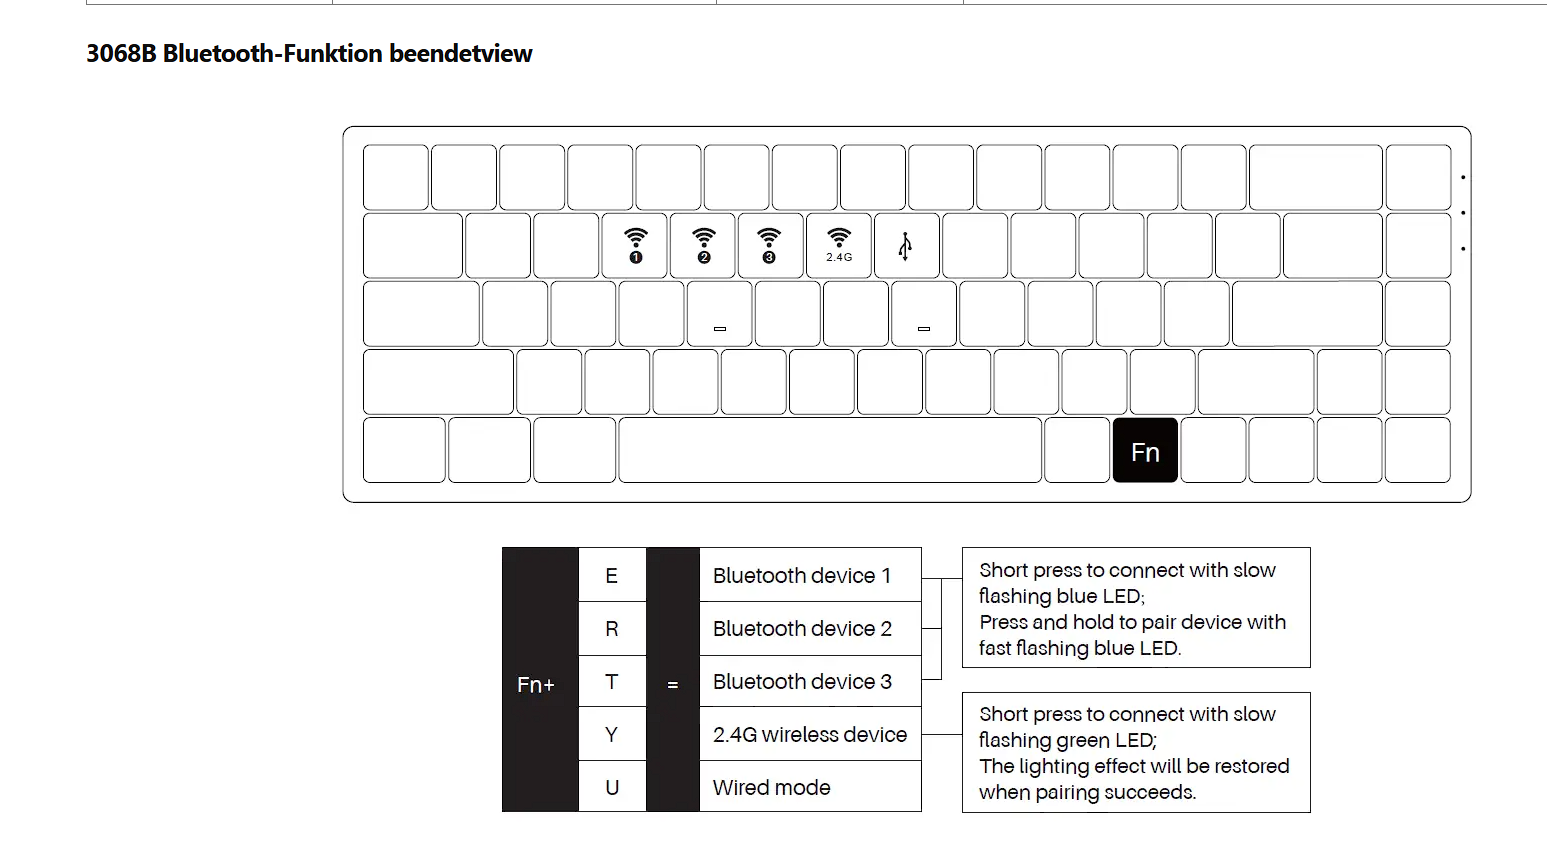 3068B Bluetooth-Funktion beendetview
1 2 3 2.4G
Fn
Fn+
E
=
Bluetooth device 1
R
Bluetooth device 2
T
Bluetooth device 3
Y
2.4G wireless device
U
Wired mode
Short press to connect with slow
flashing blue LED;
Press and hold to pair device with
fast flashing blue LED.
Short press to connect with slow
flashing green LED;
The lighting effect will be restored
when pairing succeeds.